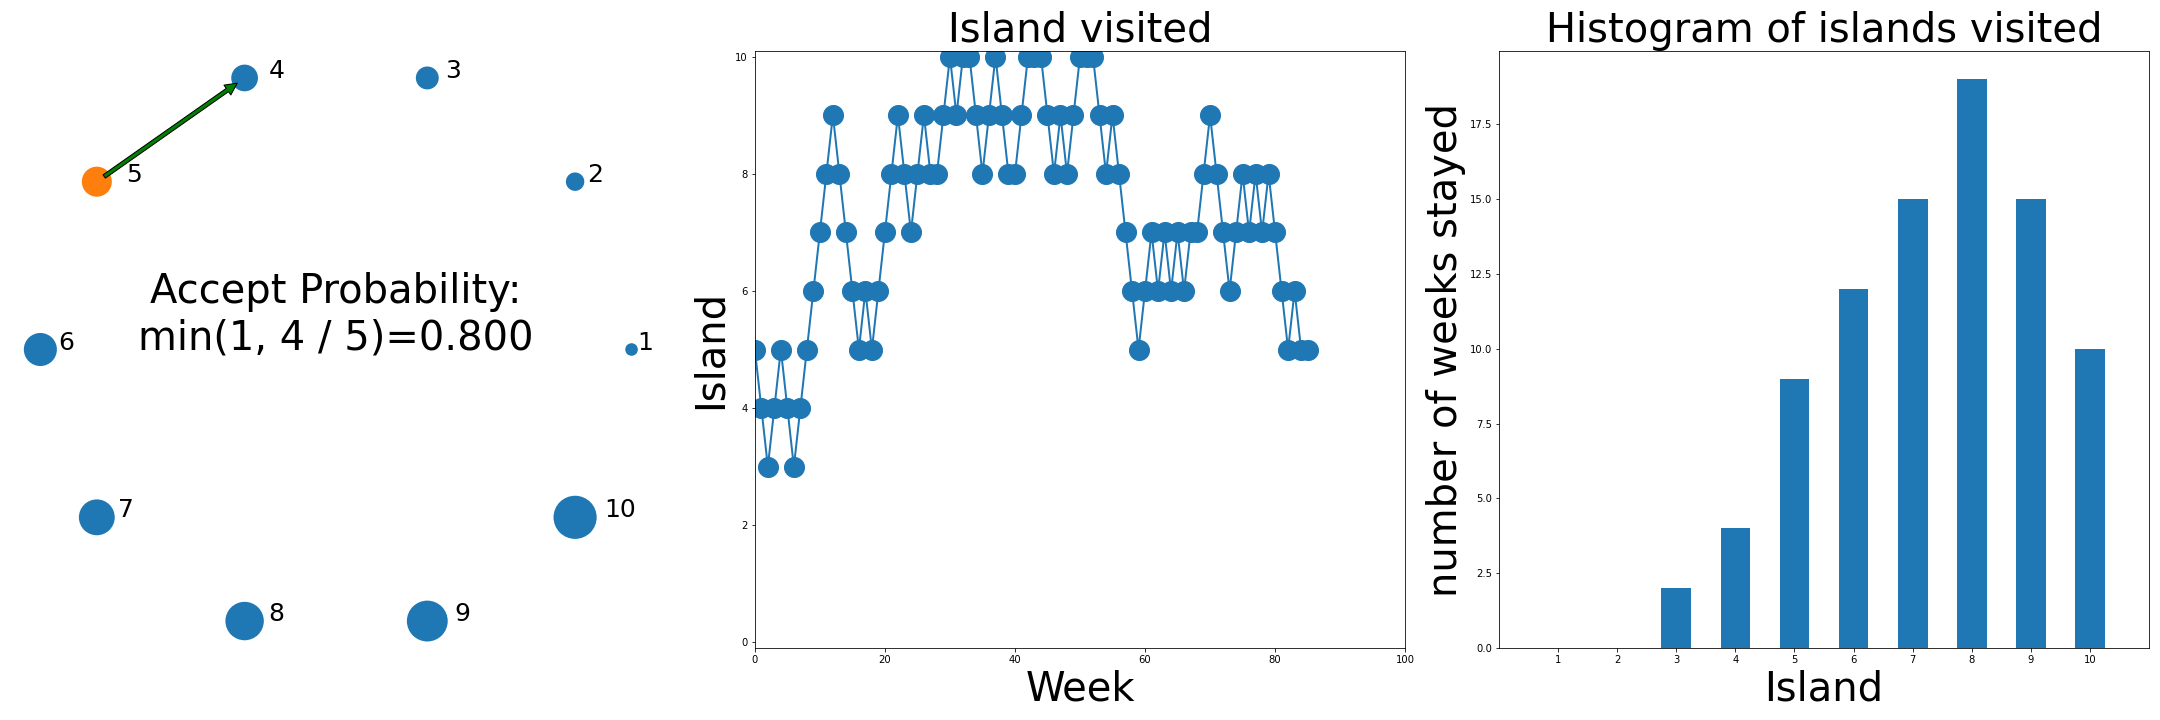 4
3
5
2
Accept Probability:
min(1, 4 / 5)=0.800
6
1
7
10
8
9
Island visited
Island
10
8
6
4
2
0
0 20 40 60 80 100
Week
Histogram of islands visited
number of weeks stayed
17.5
15.0
12.5
10.0
7.5
5.0
2.5
0.0
1 2 3 4 5 6 7 8 9 10
Island